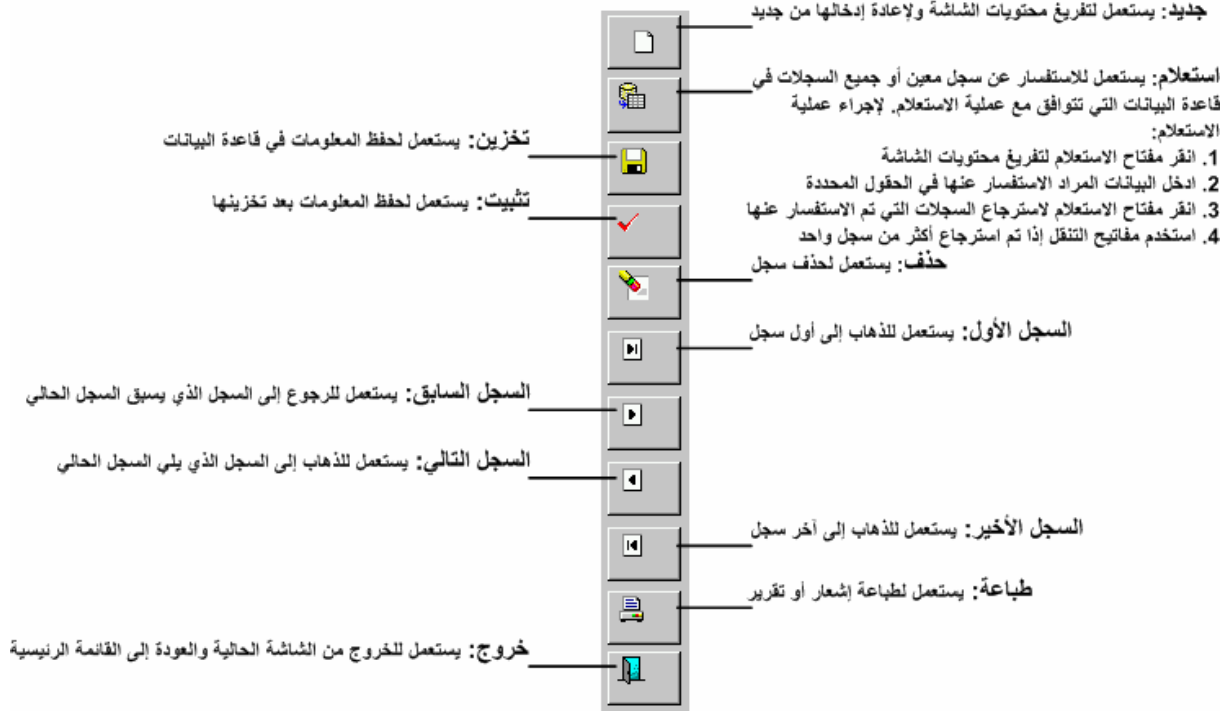 جديد: يستعمل لتفريغ محتويات الشاشة ولإعادة إدخالها من جديد
استعلام: يستعمل للاستفسار عن سجل معين أو جميع السجلات في
قاعدة البيانات التي تتوافق مع عملية الاستعلام. لإجراء عملية
الاستعلام:
1. انقر مفتاح الاستعلام لتفريغ محتويات الشاشة
2. ادخل البيانات المراد الاستفسار عنها في الحقول المحددة
3. انقر مفتاح الاستعلام لاسترجاع السجلات التي تم الاستفسار عنها
4. استخدم مفاتيح التنقل إذا تم استرجاع أكثر من سجل واحد
تخزين: يستعمل لحفظ المعلومات في قاعدة البيانات
تثبيت: يستعمل لحفظ المعلومات بعد تخزينها
حذف: يستعمل لحذف سجل
السجل الأول: يستعمل للذهاب إلى أول سجل
السجل السابق: يستعمل للرجوع إلى السجل الذي يسبق السجل الحالي
السجل التالي: يستعمل للذهاب إلى السجل الذي يلي السجل الحالي
السجل الأخير: يستعمل للذهاب إلى آخر سجل
طباعة: يستعمل لطباعة إشعار أو تقرير
خروج: يستعمل للخروج من الشاشة الحالية والعودة إلى القائمة الرئيسية